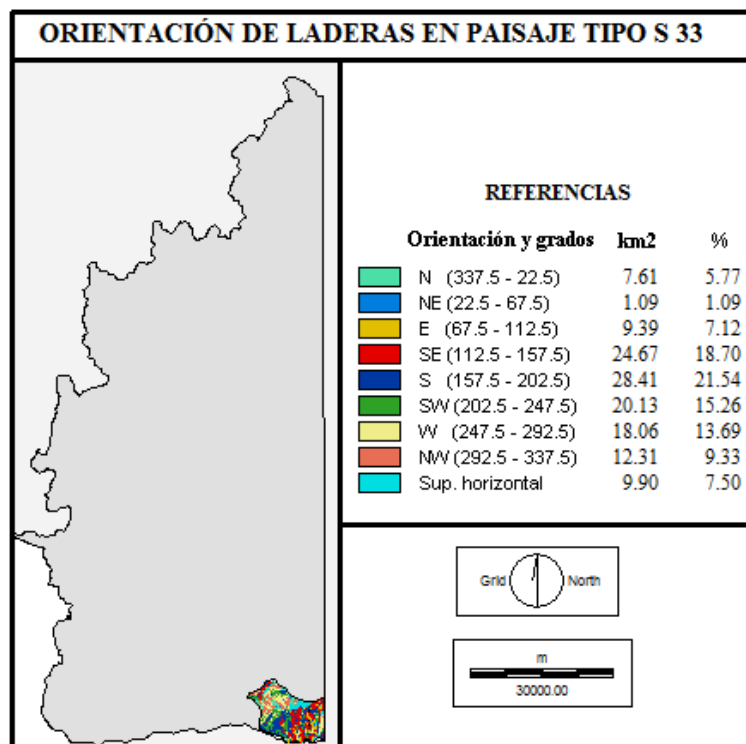 ORIENTACIÓN DE LADERAS EN PAISAJE TIPO S 33
REFERENCIAS
Orientación y grados km2 %
N (337.5 - 22.5) 7.61 5.77
NE (22.5 - 67.5) 1.09 1.09
E (67.5 - 112.5) 9.39 7.12
SE (112.5 - 157.5) 24.67 18.70
S (157.5 - 202.5) 28.41 21.54
SW (202.5 - 247.5) 20.13 15.26
W (247.5 - 292.5) 18.06 13.69
NW (292.5 - 337.5) 12.31 9.33
Sup. horizontal 9.90 7.50
Grid North
m
30000.00